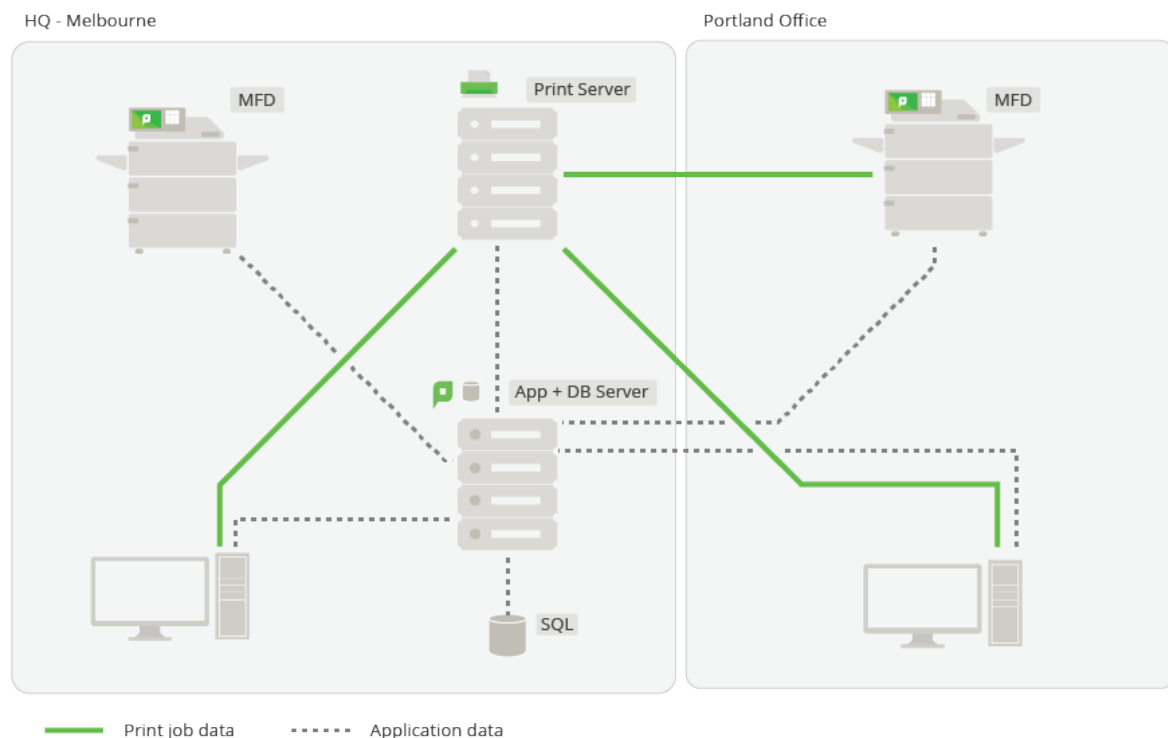 HQ - Melbourne
Portland Office
MFD
Print Server
MFD
App + DB Server
SQL
Print job data
Application data